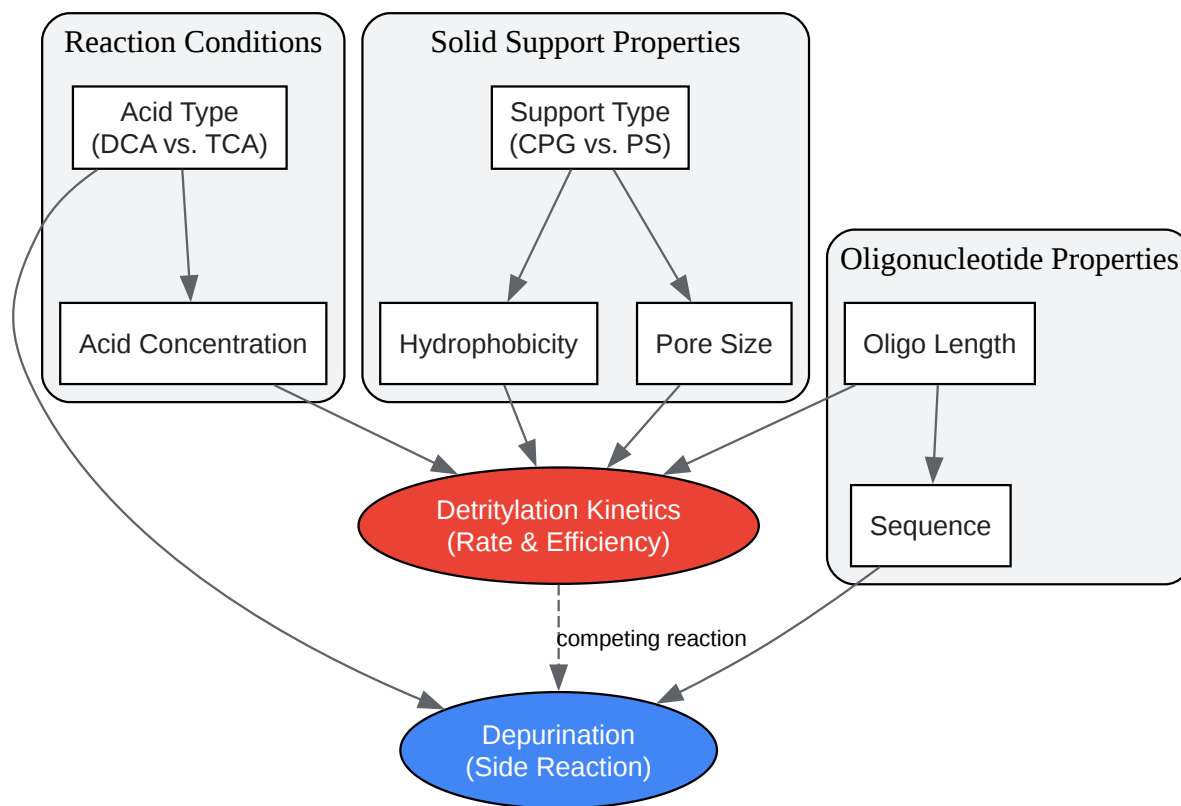 Reaction Conditions
Solid Support Properties
Acid Type
(DCA vs. TCA)
Support Type
(CPG vs. PS)
Oligonucleotide Properties
Acid Concentration
Hydrophobicity
Pore Size
Oligo Length
Detritylation Kinetics
(Rate & Efficiency)
Sequence
competing reaction
Depurination
(Side Reaction)